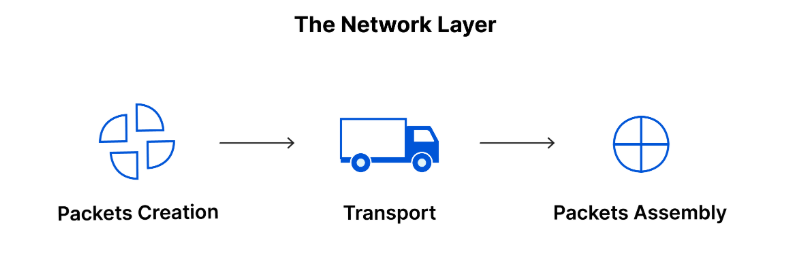 The Network Layer
Packets Creation
Transport
Packets Assembly